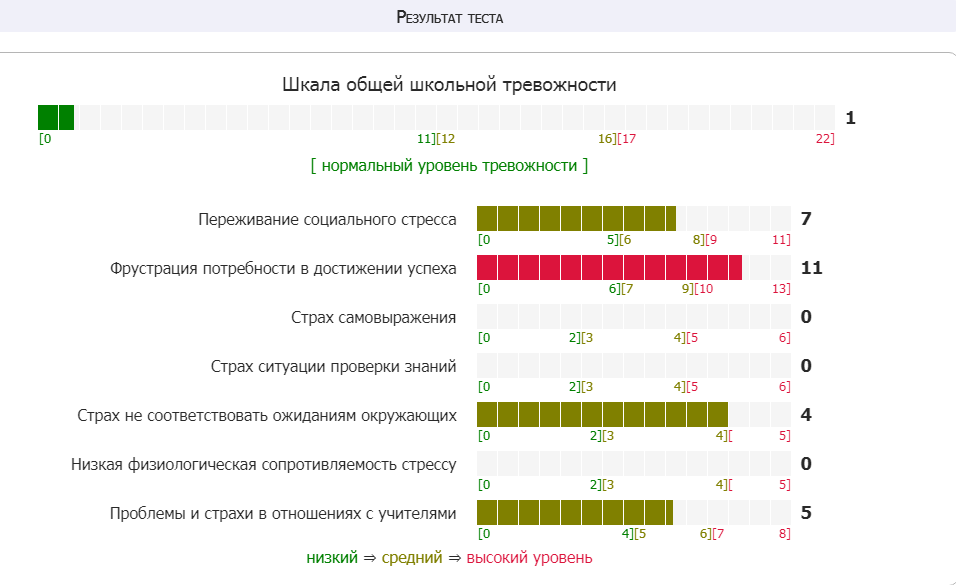 Результат теста
Шкала общей школьной тревожности
1
[0 11][12 16][17 22]
[ нормальный уровень тревожности ]
Переживание социального стресса 7
[0 5][6 8][9 11]
Фрустрация потребности в достижении успеха 11
[0 6][7 9][10 13]
Страх самовыражения 0
[0 2][3 4][5 6]
Страх ситуации проверки знаний 0
[0 2][3 4][5 6]
Страх не соответствовать ожиданиям окружающих 4
[0 2][3 4][ 5]
Низкая физиологическая сопротивляемость стрессу 0
[0 2][3 4][ 5]
Проблемы и страхи в отношениях с учителями 5
[0 4][5 6][7 8]
низкий ⇒ средний ⇒ высокий уровень